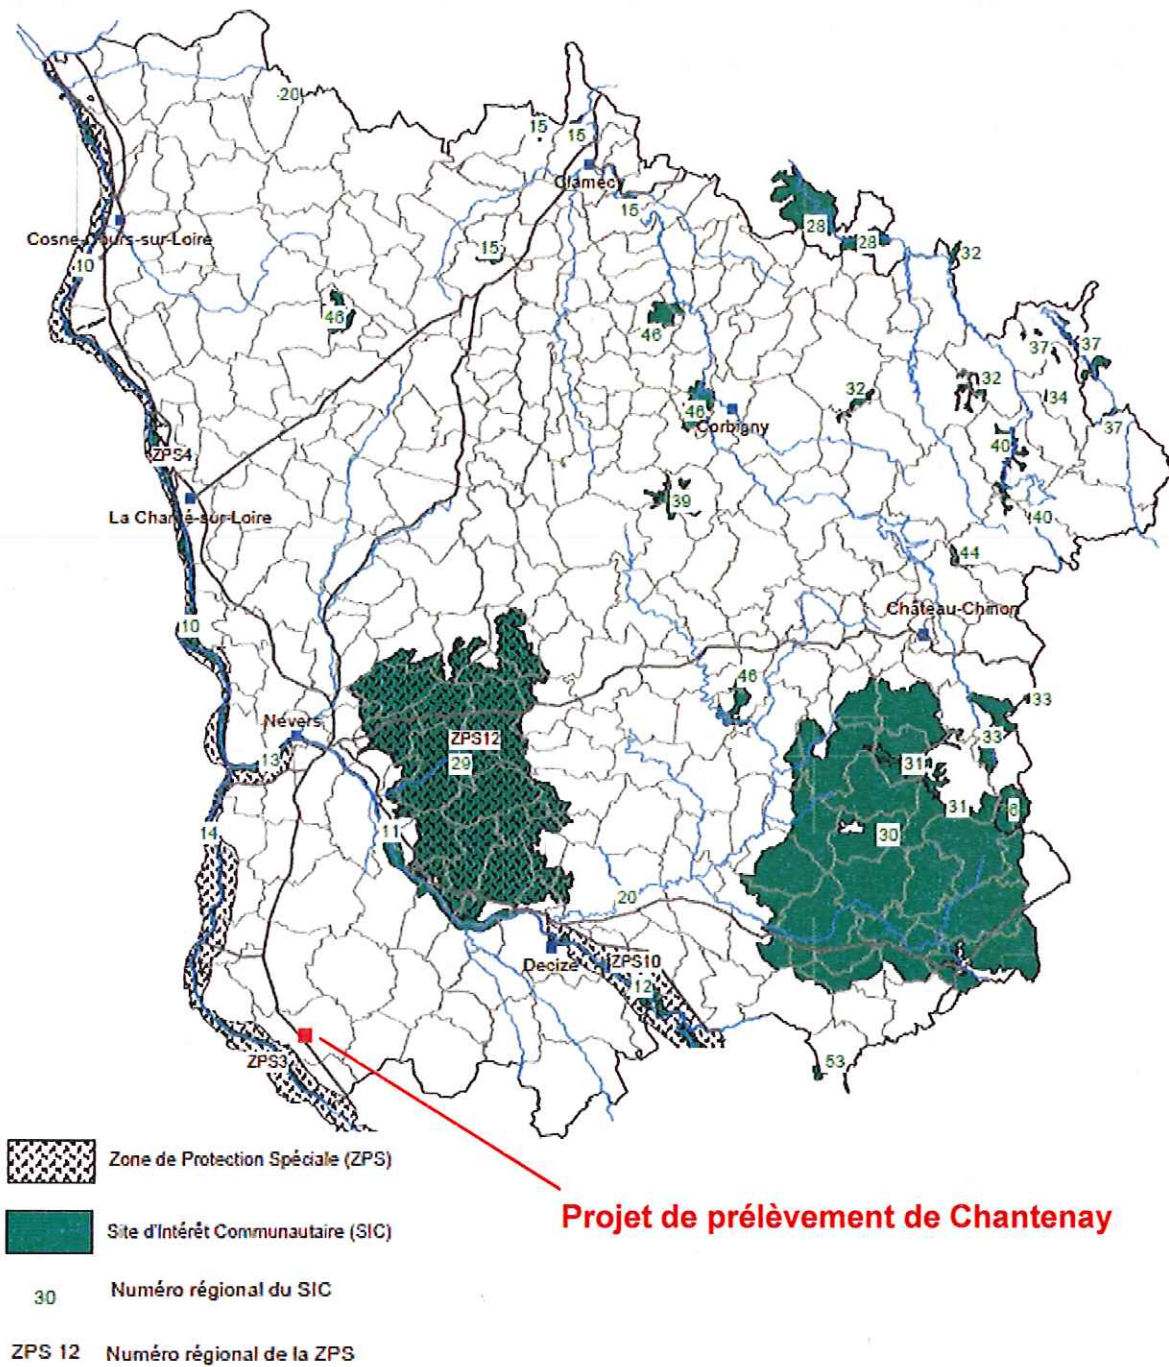 20
15
15
Clamecy
15
28
28
32
Cosne-Cours-sur-Loire
15
10
46
46
37
37
32
32
34
46
Corbigny
37
40
ZPS4
39
La Charité-sur-Loire
40
44
Château-Chinon
10
46
33
Nevers
ZPS12
33
13
29
31
31
6
14
11
30
20
Decize
ZPS10
12
ZPS3
53
Zone de Protection Spéciale (ZPS)
Projet de prélèvement de Chantenay
Site d'Intérêt Communautaire (SIC)
30 Numéro régional du SIC
ZPS 12 Numéro régional de la ZPS